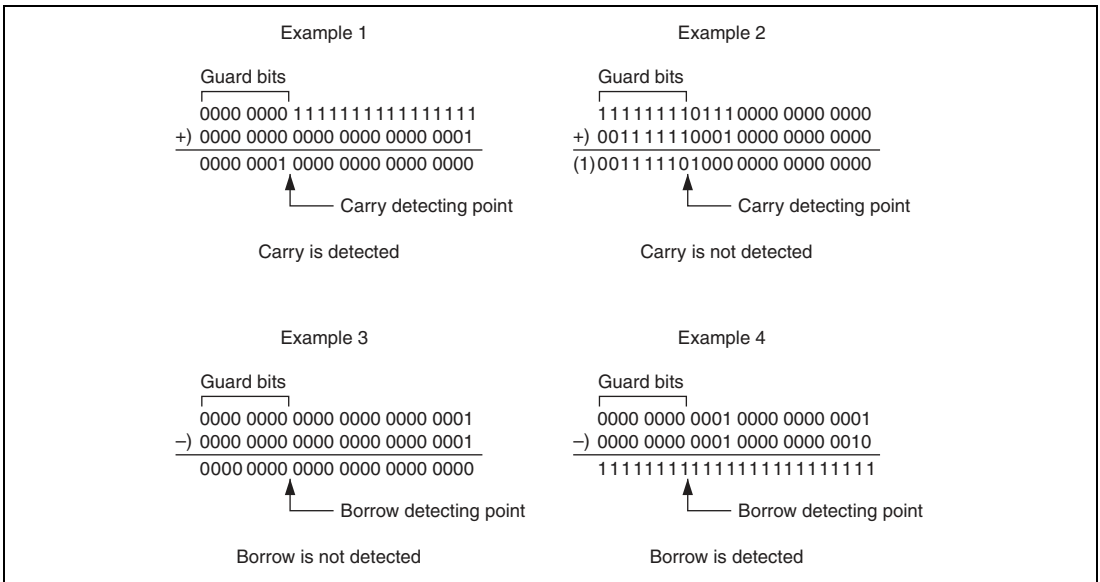 Example 1
Example 2
Guard bits
Guard bits
0000 0000 1111111111111111
111111110111 0000 0000 0000
+) 0000 0000 0000 0000 0000 0001
+) 001111110001 0000 0000 0000
0000 0001 0000 0000 0000 0000
(1)001111101000 0000 0000 0000
Carry detecting point
Carry detecting point
Carry is detected
Carry is not detected
Example 3
Example 4
Guard bits
Guard bits
0000 0000 0000 0000 0000 0001
0000 0000 0001 0000 0000 0001
–) 0000 0000 0000 0000 0000 0001
–) 0000 0000 0001 0000 0000 0010
0000 0000 0000 0000 0000 0000
111111111111111111111111
Borrow detecting point
Borrow detecting point
Borrow is not detected
Borrow is detected